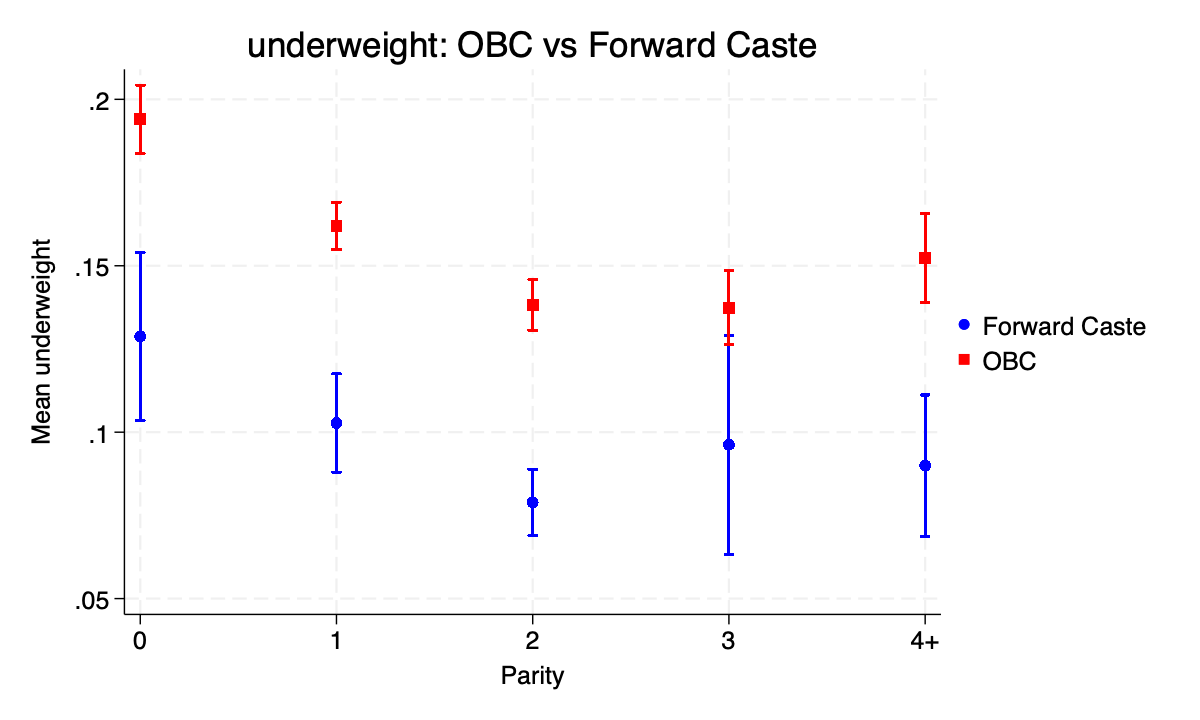 underweight: OBC vs Forward Caste
Mean underweight
.2
.15
.1
.05
0 1 2 3 4+
Parity
Forward Caste
OBC